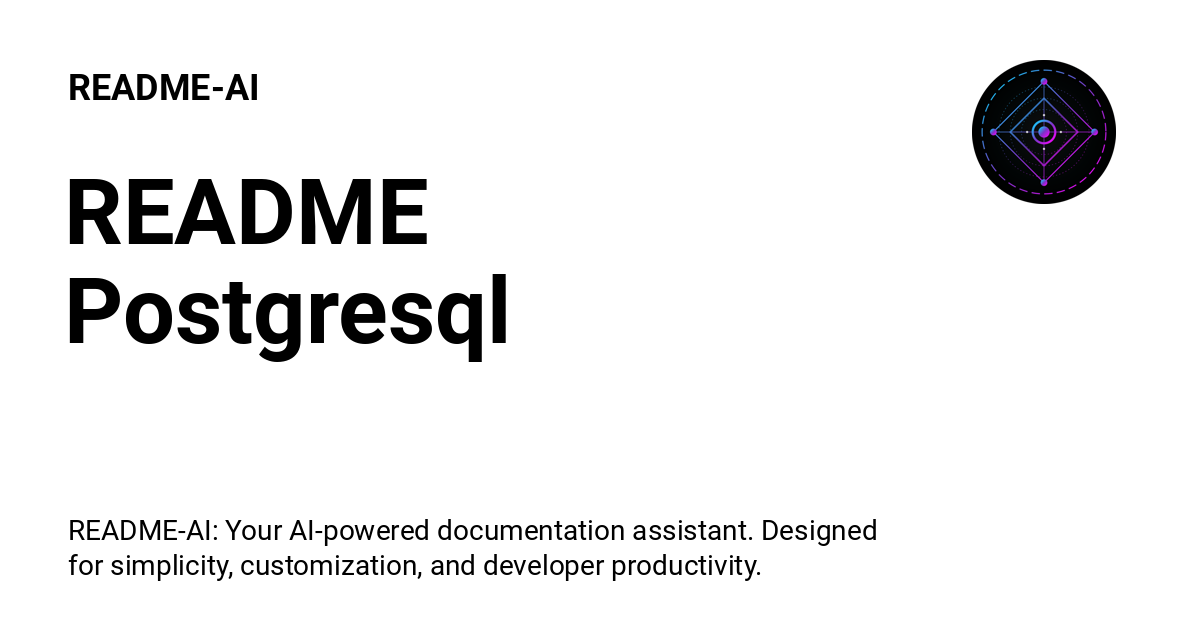 README-AI
README
Postgresql
README-AI: Your AI-powered documentation assistant. Designed
for simplicity, customization, and developer productivity.